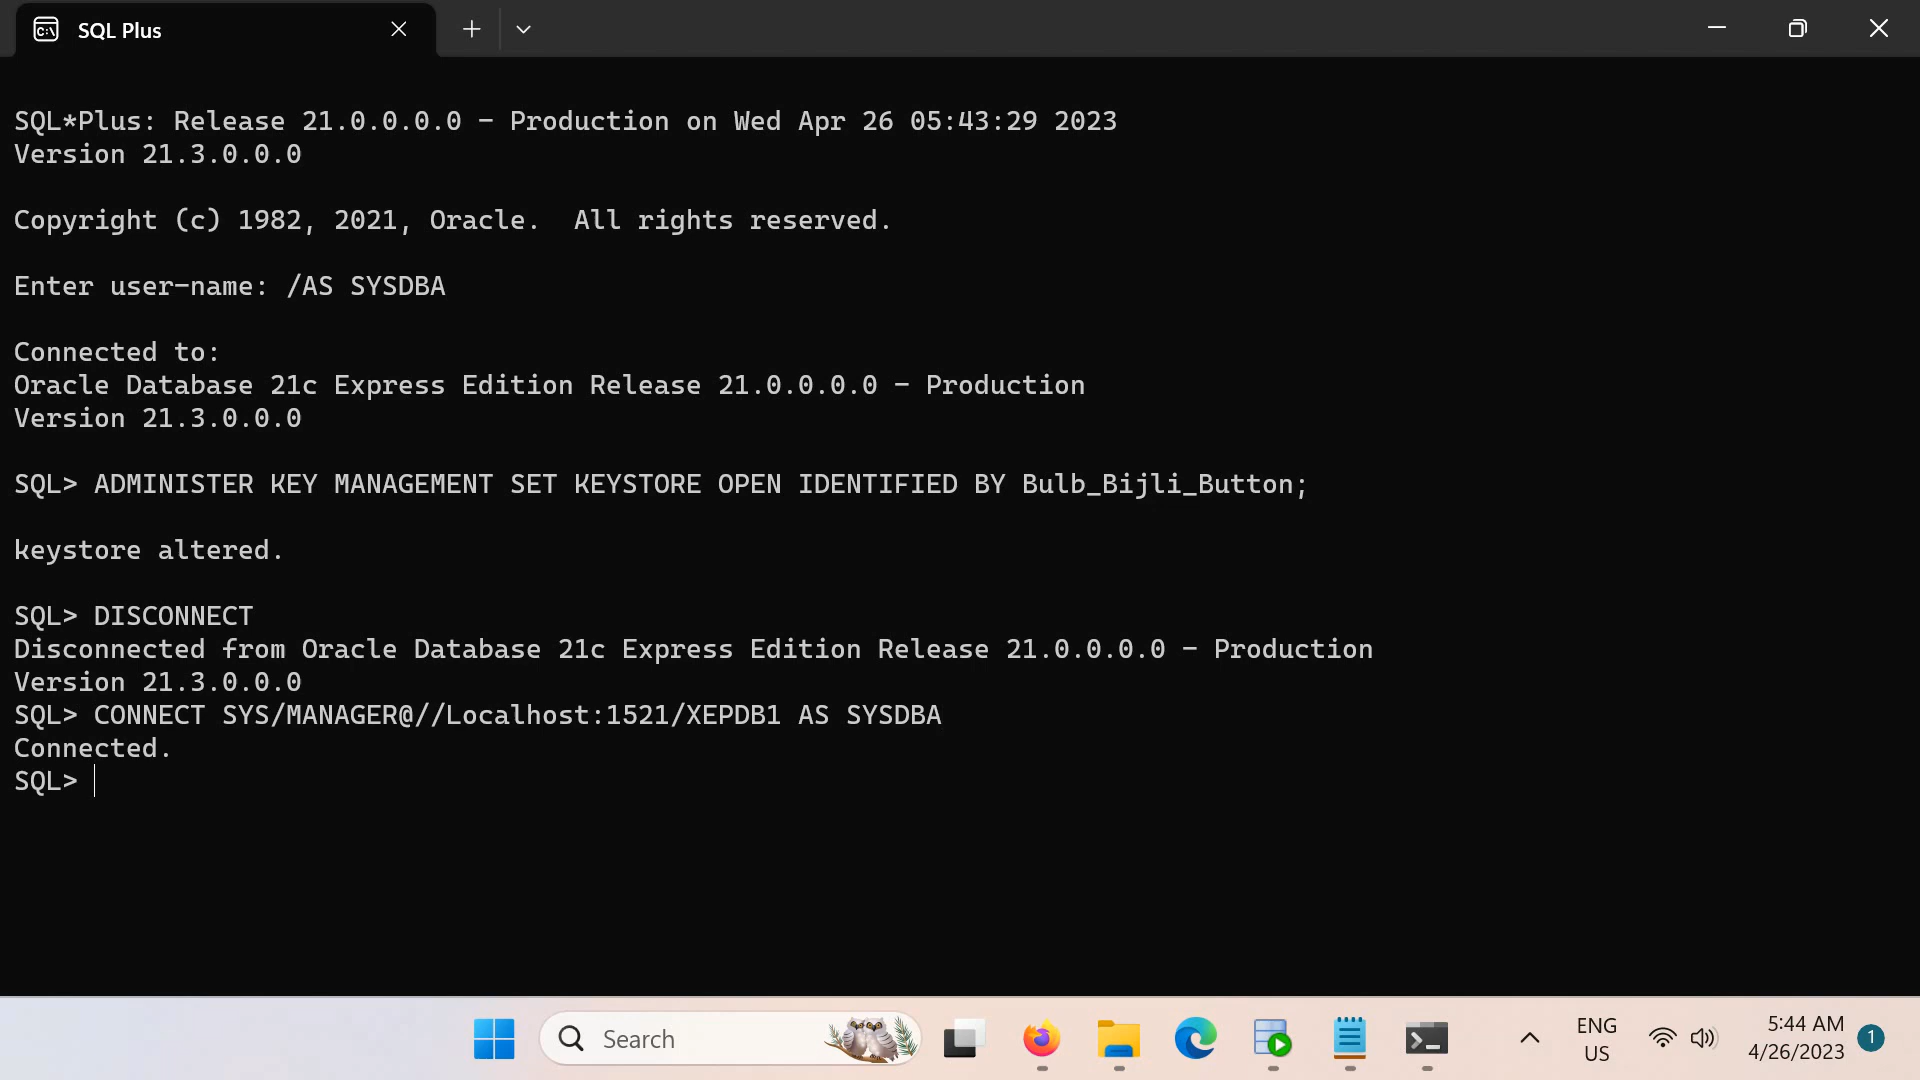 SQL Plus
SQL*Plus: Release 21.0.0.0.0 - Production on Wed Apr 26 05:43:29 2023
Version 21.3.0.0.0
Copyright (c) 1982, 2021, Oracle.  All rights reserved.
Enter user-name: /AS SYSDBA
Connected to:
Oracle Database 21c Express Edition Release 21.0.0.0.0 - Production
Version 21.3.0.0.0
SQL> ADMINISTER KEY MANAGEMENT SET KEYSTORE OPEN IDENTIFIED BY Bulb_Bijli_Button;
keystore altered.
SQL> DISCONNECT
Disconnected from Oracle Database 21c Express Edition Release 21.0.0.0.0 - Production
Version 21.3.0.0.0
SQL> CONNECT SYS/MANAGER@//Localhost:1521/XEPDB1 AS SYSDBA
Connected.
SQL>
Search
ENG
US
5:44 AM
4/26/2023
1